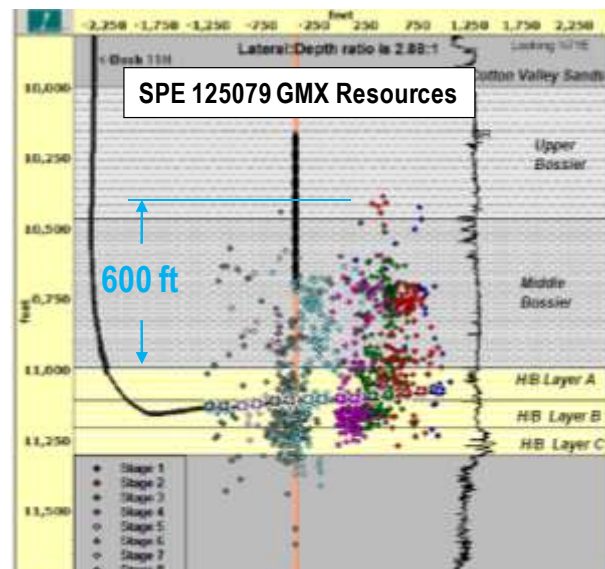 feet
-2,250 -1,750 -1,250 -750 -250 250 750 1,250 1,750 2,250
Lateral:Depth ratio is 2.88:1
11H
Looking
Cotton Valley Sands
SPE 125079 GMX Resources
10,000
Upper
Bossier
10,250
10,500
600 ft
Middle
Bossier
10,750
feet
11,000
H/B Layer A
H/B Layer B
11,250
H/B Layer C
11,500
Stage 1
Stage 2
Stage 3
Stage 4
Stage 5
Stage 6
Stage 7